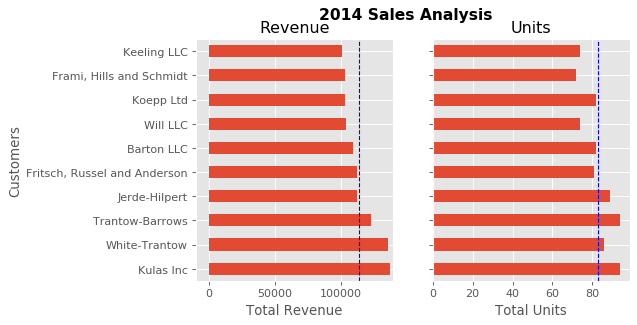 2014 Sales Analysis
Revenue
Units
Customers
Keeling LLC
Frami, Hills and Schmidt
Koepp Ltd
Will LLC
Barton LLC
Fritsch, Russel and Anderson
Jerde-Hilpert
Trantow-Barrows
White-Trantow
Kulas Inc
0 50000 100000
Total Revenue
0 20 40 60 80
Total Units